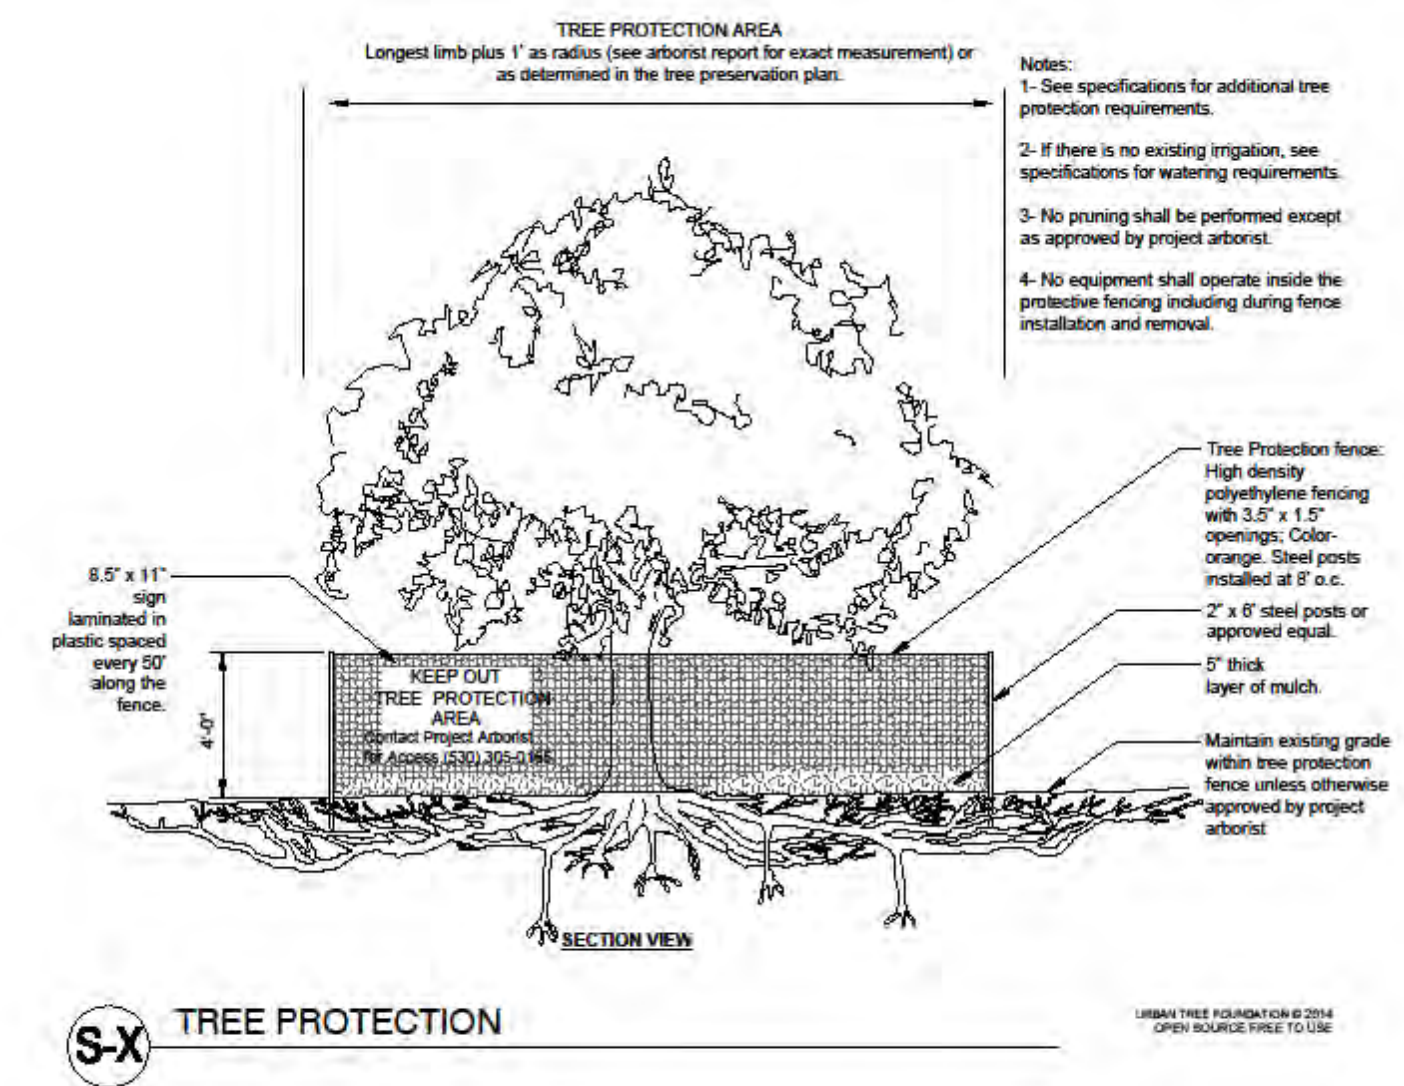 TREE PROTECTION AREA
Longest limb plus 1' as radius (see arborist report for exact measurement) or
as determined in the tree preservation plan.
Notes:
1- See specifications for additional tree
protection requirements.
2- If there is no existing irrigation, see
specifications for watering requirements.
3- No pruning shall be performed except
as approved by project arborist.
4- No equipment shall operate inside the
protective fencing including during fence
installation and removal.
Tree Protection fence:
High density
polyethylene fencing
with 3.5" x 1.5"
openings; Color-
orange. Steel posts
installed at 8' o.c.
2" x 6' steel posts or
approved equal.
5" thick
layer of mulch.
Maintain existing grade
within tree protection
fence unless otherwise
approved by project
arborist
8.5" x 11"
sign
laminated in
plastic spaced
every 50'
along the
fence.
4'-0"
KEEP OUT
TREE PROTECTION
AREA
Contact Project Arborist
for Access (530) 305-0165
SECTION VIEW
S-X
TREE PROTECTION
URBAN TREE FOUNDATION © 2014
OPEN SOURCE FREE TO USE